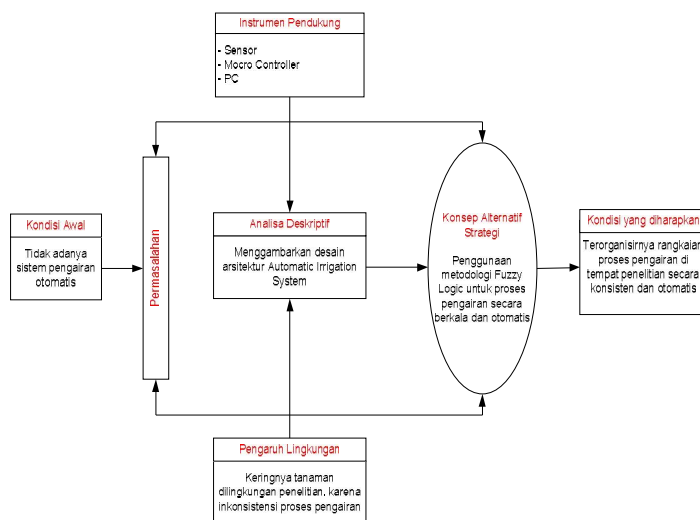 Instrumen Pendukung
- Sensor
- Mocro Controller
- PC
Kondisi Awal
Tidak adanya
sistem pengairan
otomatis
Permasalahan
Analisa Deskriptif
Menggambarkan desain
arsitektur Automatic Irrigation
System
Konsep Alternatif
Strategi
Penggunaan
metodologi Fuzzy
Logic untuk proses
pengairan secara
berkala dan otomatis
Kondisi yang diharapkan
Terorganisirnya rangkaian
proses pengairan di
tempat penelitian secara
konsisten dan otomatis
Pengaruh Lingkungan
Keringnya tanaman
dilingkungan penelitian, karena
inkonsistensi proses pengairan